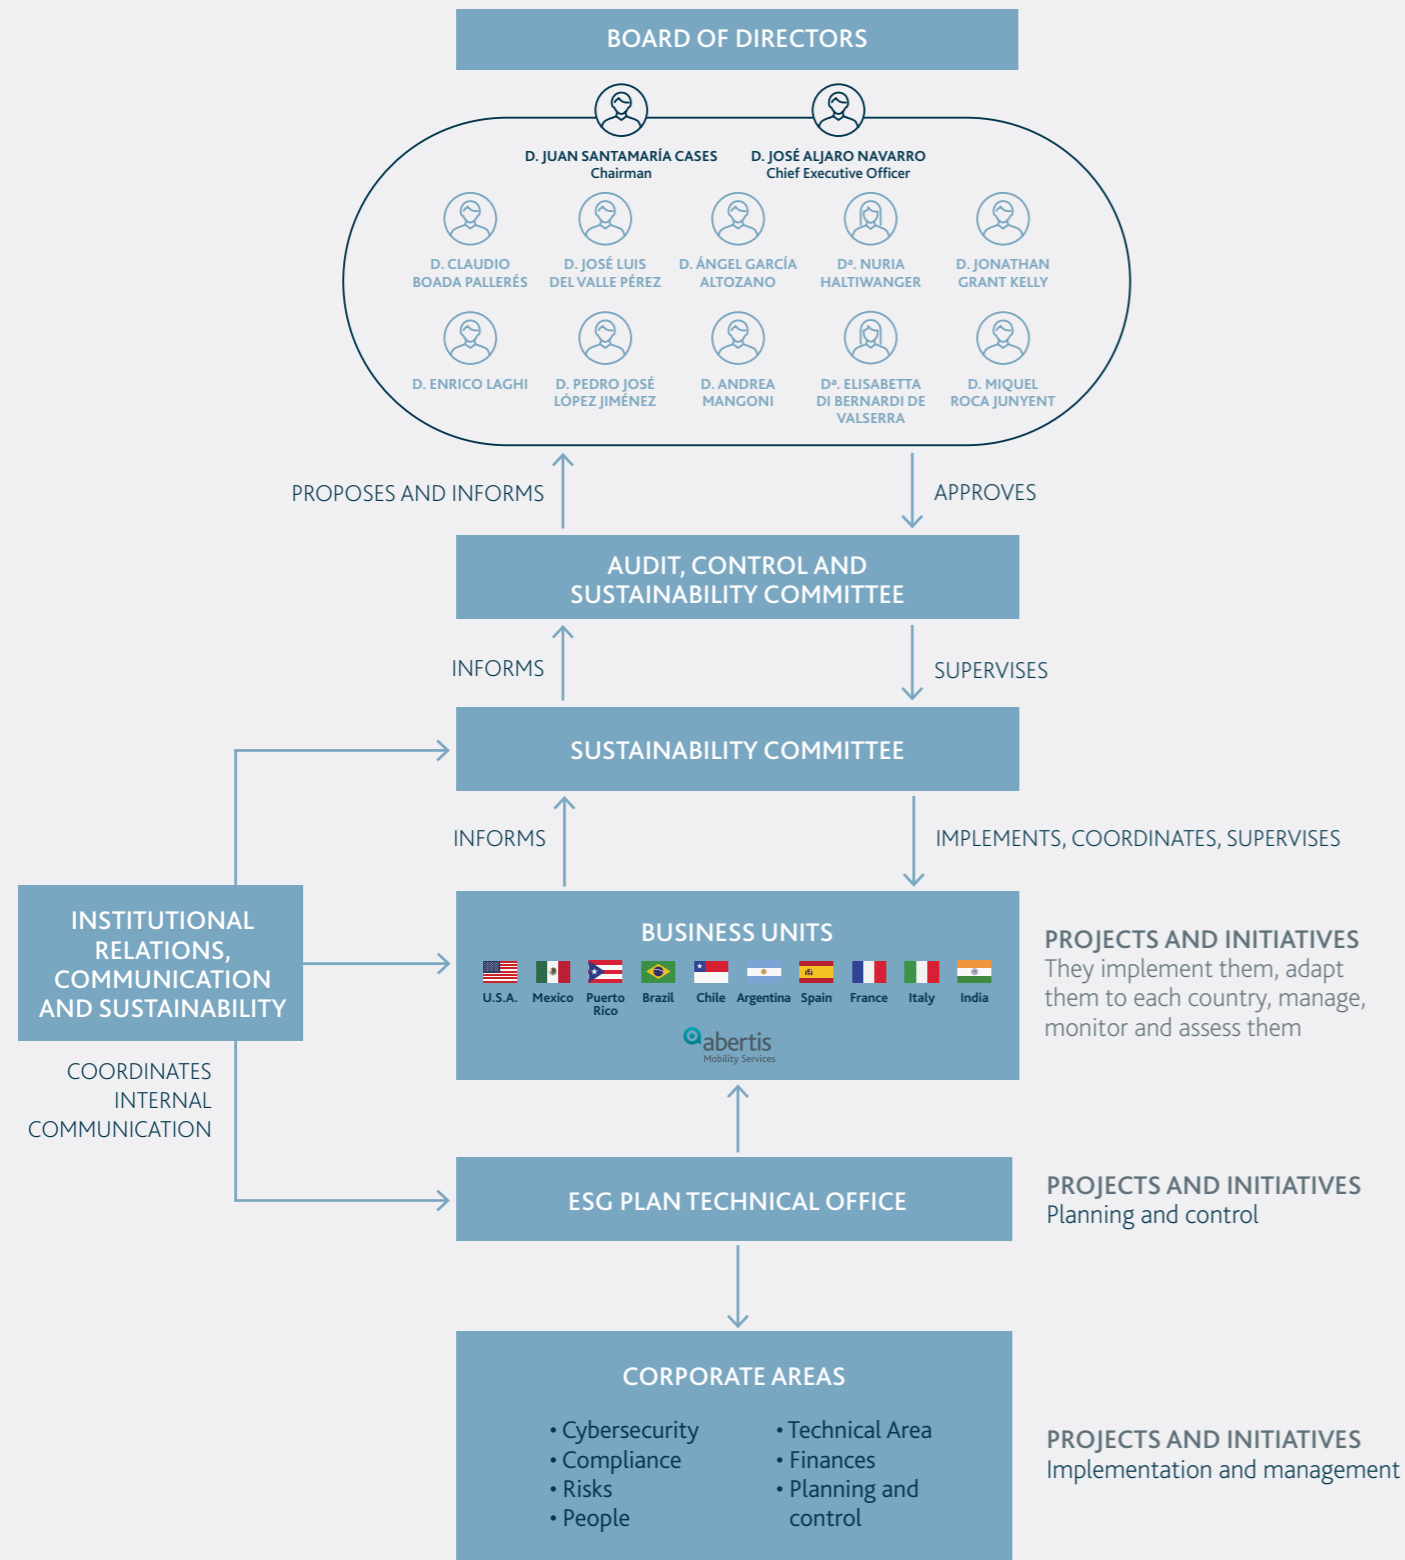 BOARD OF DIRECTORS
D. JUAN SANTAMARÍA CASES
Chairman
D. JOSÉ ALJARO NAVARRO
Chief Executive Officer
D. CLAUDIO
BOADA PALLERÉS
D. JOSÉ LUIS
DEL VALLE PÉREZ
D. ÁNGEL GARCÍA
ALTOZANO
Dª. NURIA
HALTIWANGER
D. JONATHAN
GRANT KELLY
D. ENRICO LAGHI
D. PEDRO JOSÉ
LÓPEZ JIMÉNEZ
D. ANDREA
MANGONI
Dª. ELISABETTA
DI BERNARDI DE
VALSERRA
D. MIQUEL
ROCA JUNYENT
PROPOSES AND INFORMS
APPROVES
AUDIT, CONTROL AND
SUSTAINABILITY COMMITTEE
INFORMS
SUPERVISES
SUSTAINABILITY COMMITTEE
INFORMS
IMPLEMENTS, COORDINATES, SUPERVISES
INSTITUTIONAL
RELATIONS,
COMMUNICATION
AND SUSTAINABILITY
BUSINESS UNITS
U.S.A.
Mexico
Puerto
Rico
Brazil
Chile
Argentina
Spain
France
Italy
India
abertis
Mobility Services
PROJECTS AND INITIATIVES
They implement them, adapt
them to each country, manage,
monitor and assess them
COORDINATES
INTERNAL
COMMUNICATION
ESG PLAN TECHNICAL OFFICE
PROJECTS AND INITIATIVES
Planning and control
CORPORATE AREAS
• Cybersecurity
• Compliance
• Risks
• People
• Technical Area
• Finances
• Planning and
control
PROJECTS AND INITIATIVES
Implementation and management